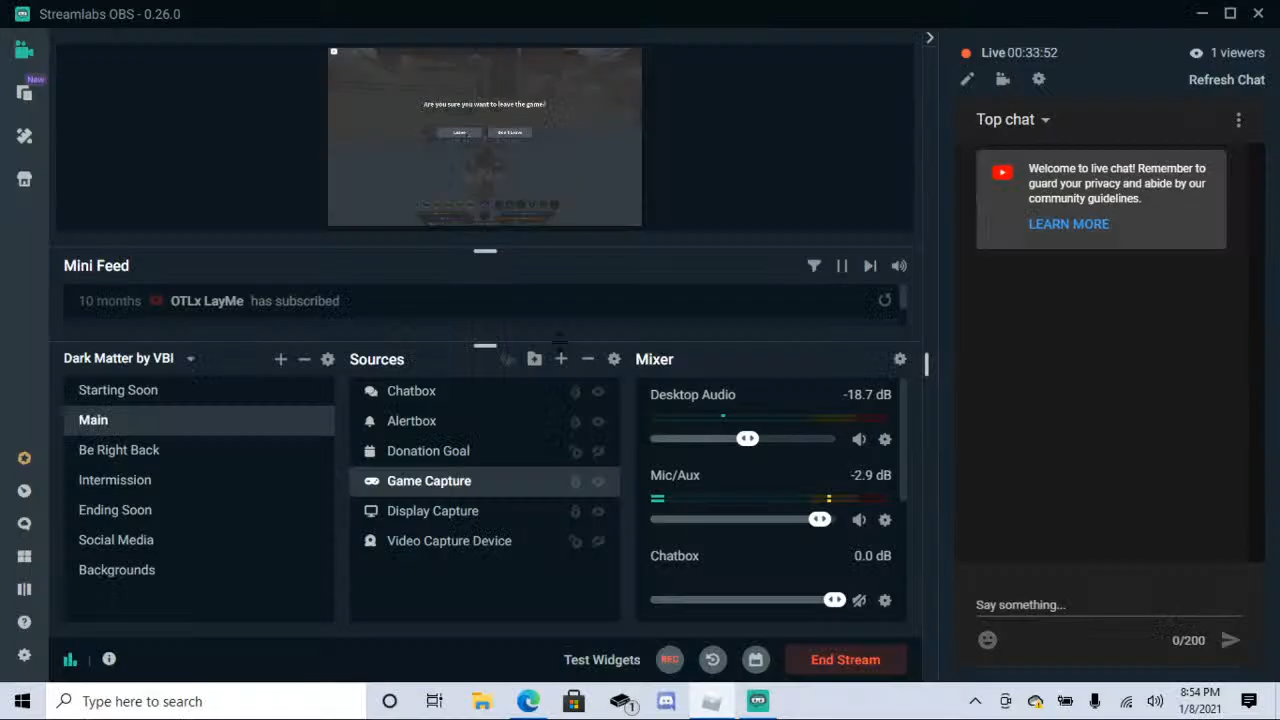 Streamlabs OBS - 0.26.0
New
Are you sure you want to leave the game?
Leave
Don't Leave
Live 00:33:52
1 viewers
Refresh Chat
Top chat
Welcome to live chat! Remember to
guard your privacy and abide by our
community guidelines.
LEARN MORE
Mini Feed
10 months OTLx LayMe has subscribed
Dark Matter by VBI
Starting Soon
Main
Be Right Back
Intermission
Ending Soon
Social Media
Backgrounds
Sources
Chatbox
Alertbox
Donation Goal
Game Capture
Display Capture
Video Capture Device
Mixer
Desktop Audio -18.7 dB
Mic/Aux -2.9 dB
Chatbox 0.0 dB
Say something...
0/200
Test Widgets
REC
End Stream
Type here to search
1
8:54 PM
1/8/2021